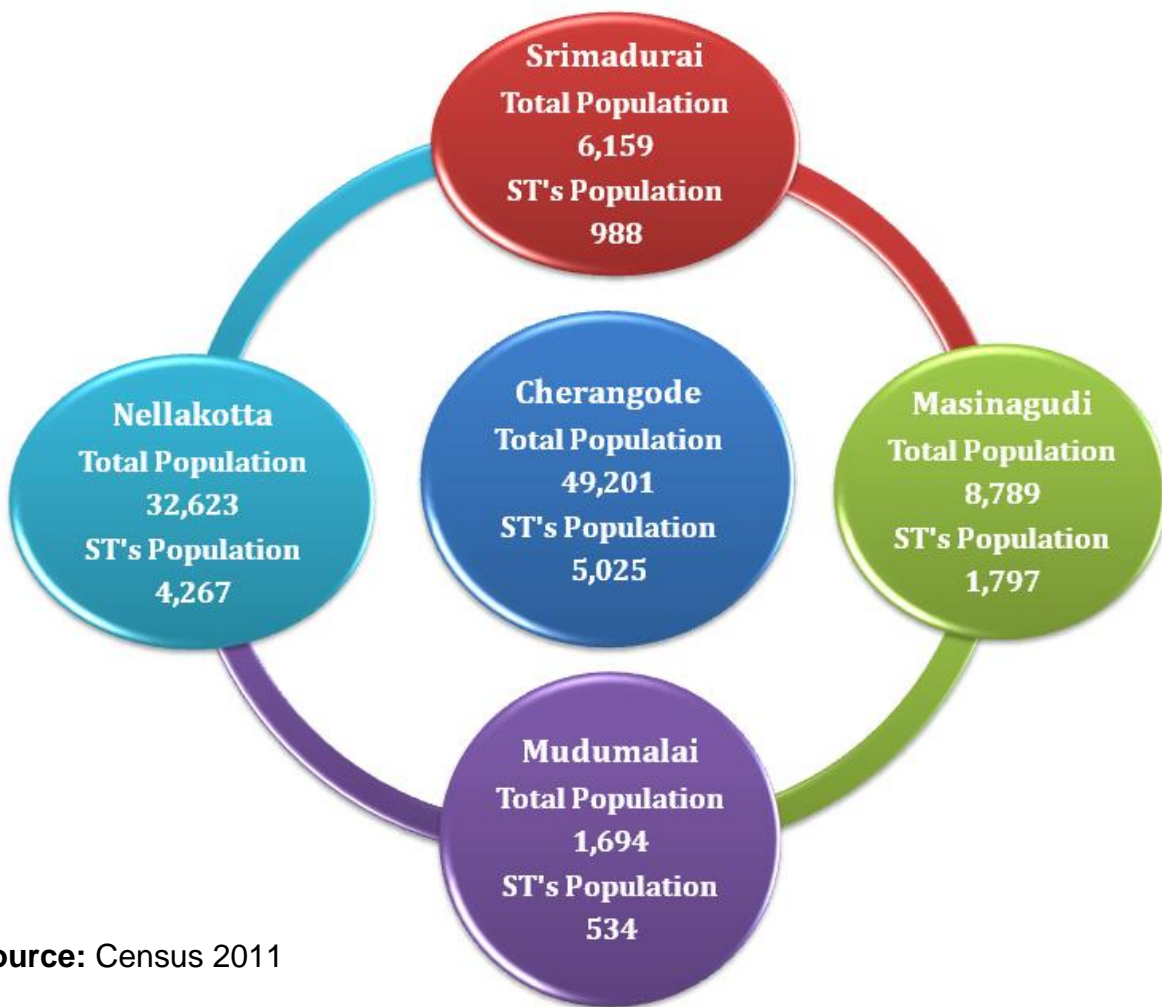 Srimadurai
Total Population
6,159
ST's Population
988
Nellakotta
Total Population
32,623
ST's Population
4,267
Cherangode
Total Population
49,201
ST's Population
5,025
Masinagudi
Total Population
8,789
ST's Population
1,797
Mudumalai
Total Population
1,694
ST's Population
534
ource: Census 2011